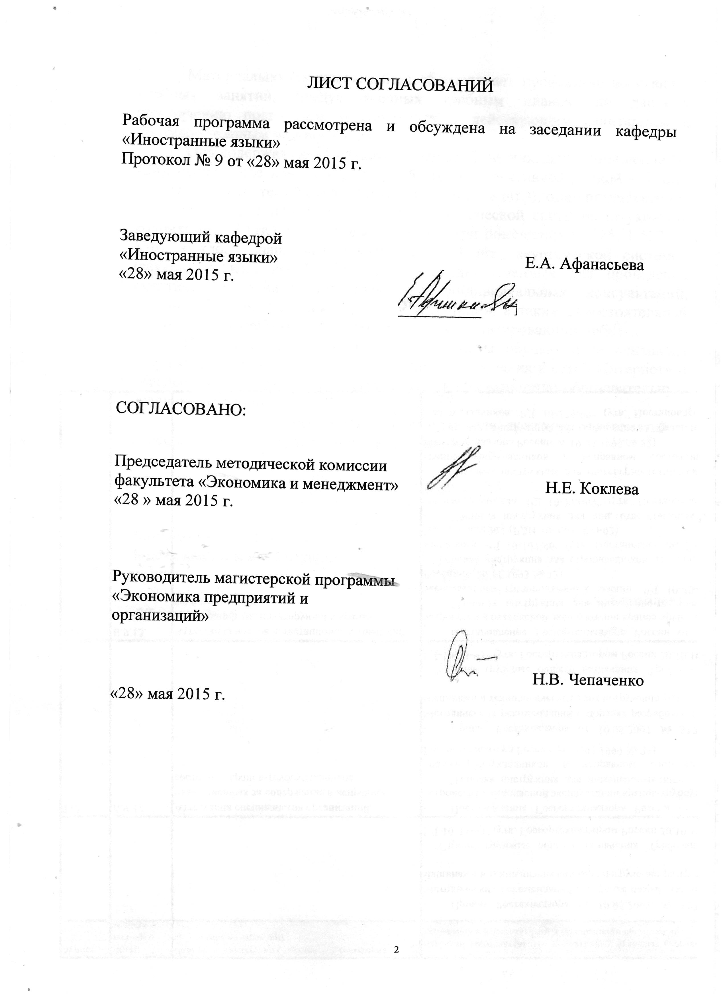 ЛИСТ СОГЛАСОВАНИЙ
Рабочая программа рассмотрена и обсуждена на заседании кафедры
«Иностранные языки»
Протокол № 9 от «28» мая 2015 г.
Заведующий кафедрой
«Иностранные языки»
«28» мая 2015 г.
Е.А. Афанасьева
СОГЛАСОВАНО:
Председатель методической комиссии
факультета «Экономика и менеджмент»
«28 » мая 2015 г.
Н.Е. Коклева
Руководитель магистерской программы
«Экономика предприятий и
организаций»
Н.В. Чепаченко
«28» мая 2015 г.
2